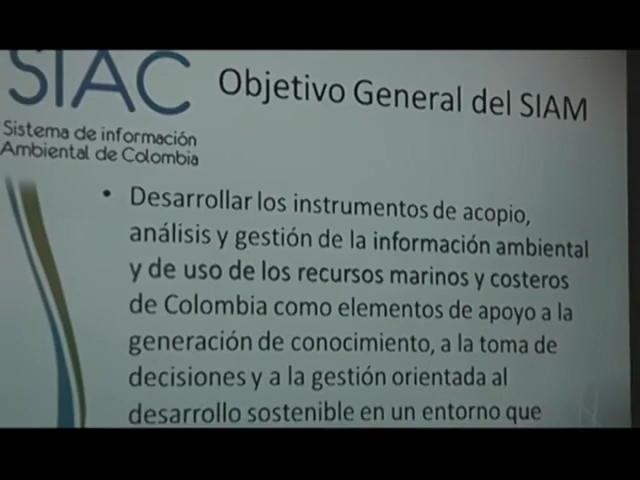 SIAC
Sistema de información
Ambiental de Colombia
Objetivo General del SIAM
• Desarrollar los instrumentos de acopio,
análisis y gestión de la información ambiental
y de uso de los recursos marinos y costeros
de Colombia como elementos de apoyo a la
generación de conocimiento, a la toma de
decisiones y a la gestión orientada al
desarrollo sostenible en un entorno que